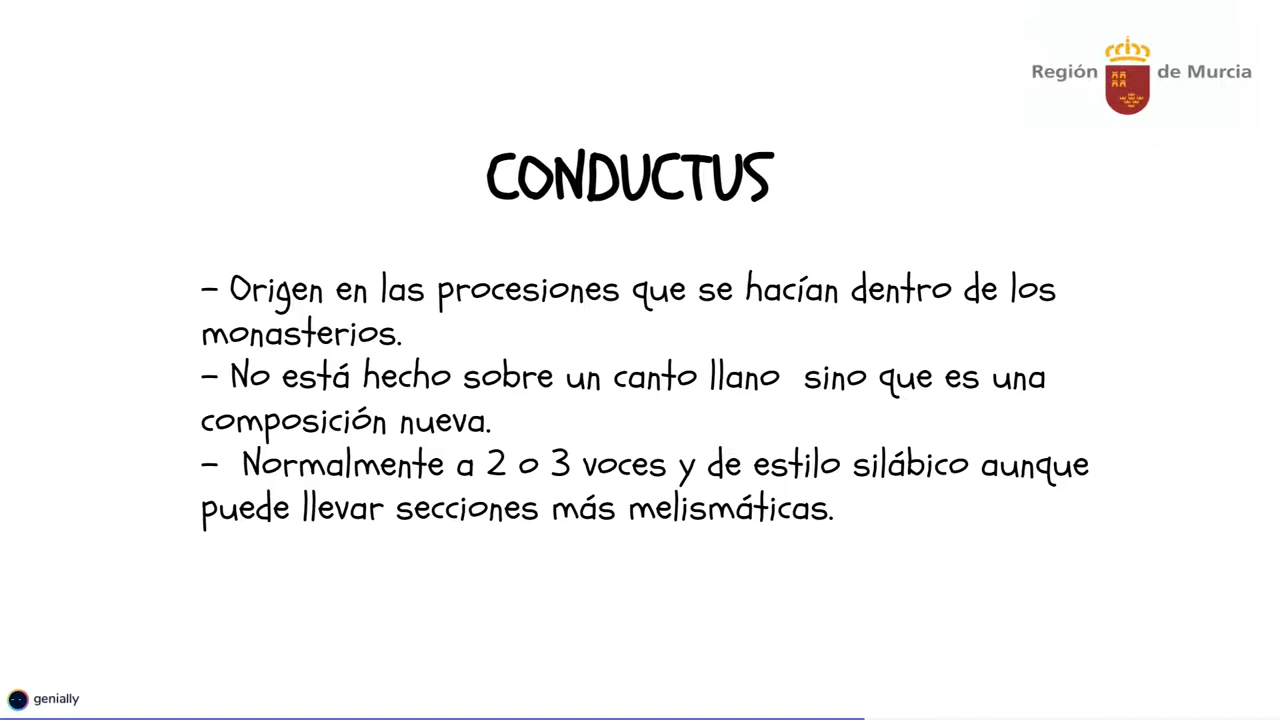 Región de Murcia
CONDUCTUS
- Origen en las procesiones que se hacían dentro de los
monasterios.
- No está hecho sobre un canto llano  sino que es una
composición nueva.
-  Normalmente a 2 o 3 voces y de estilo silábico aunque
puede llevar secciones más melismáticas.
genially